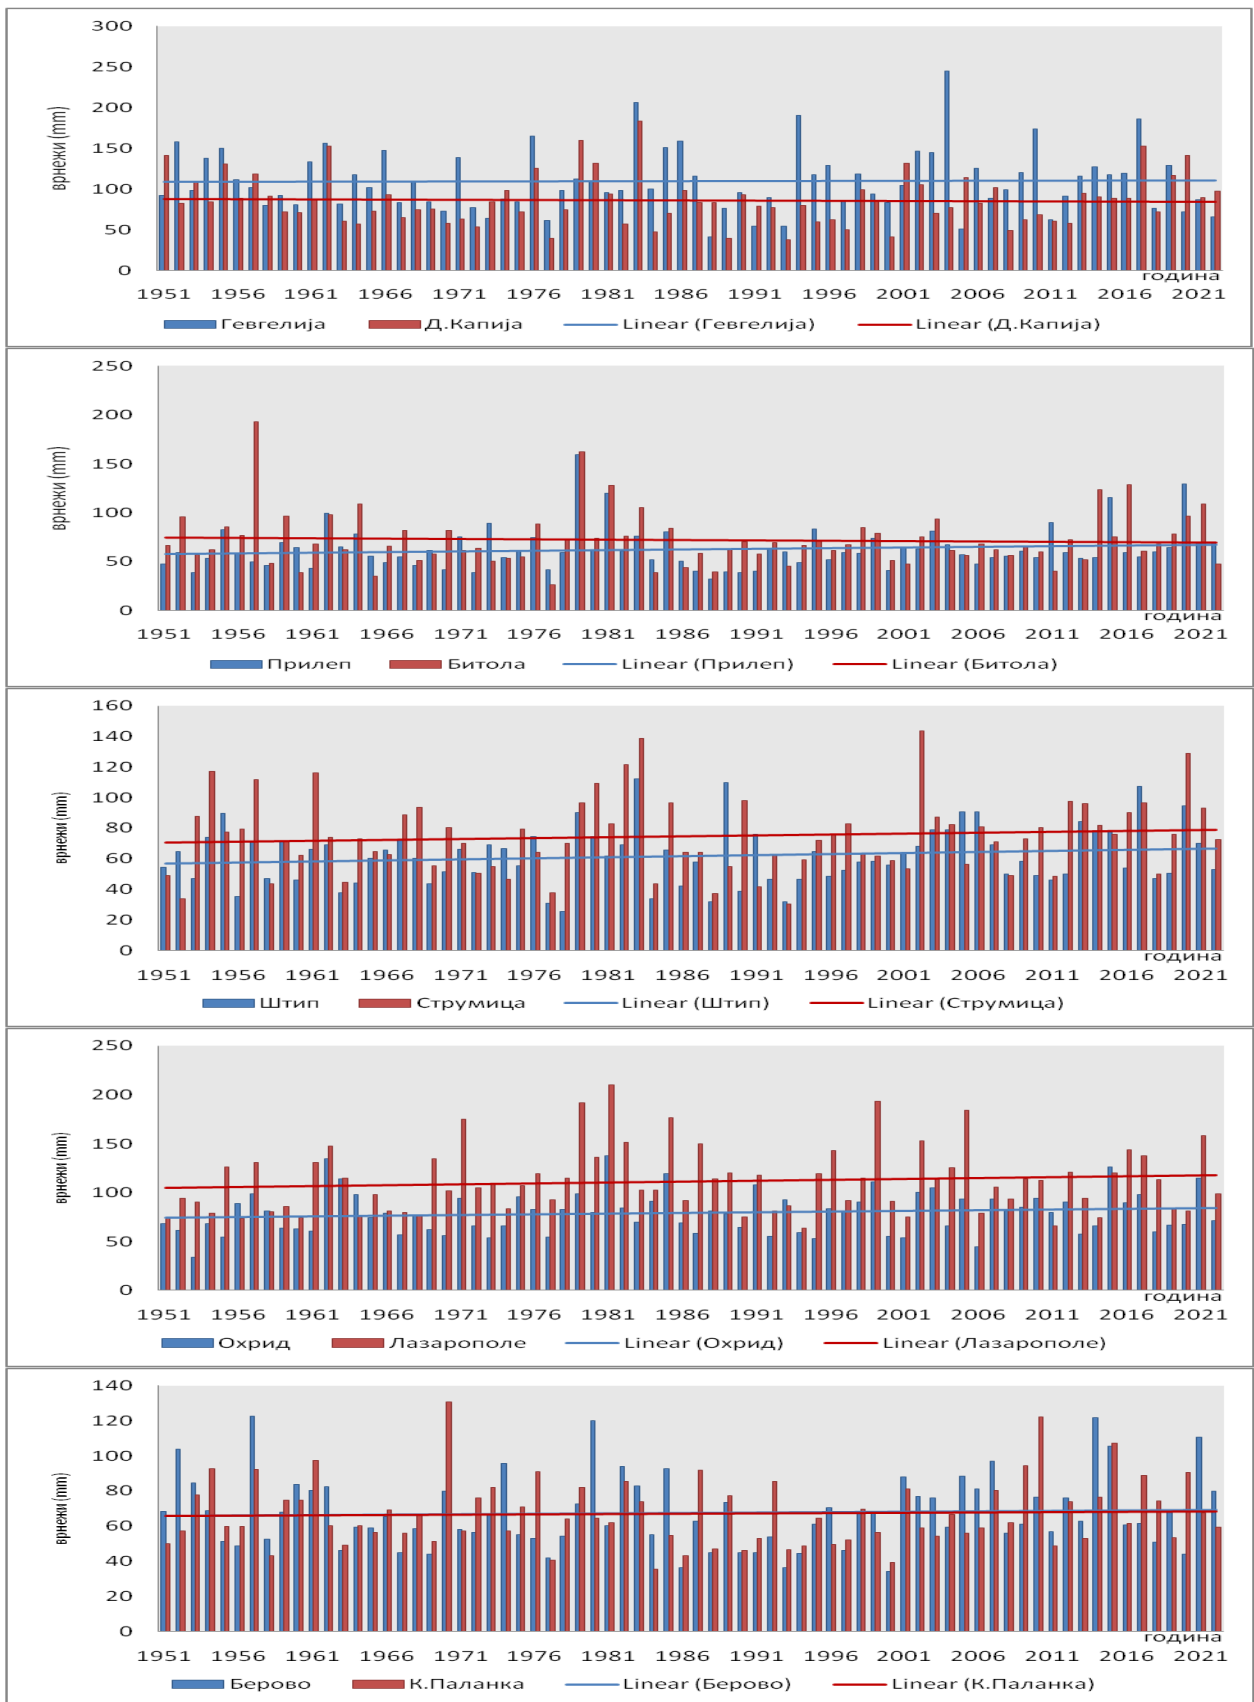 300
250
200
150
100
50
0
врнежи (mm)
година
1951 1956 1961 1966 1971 1976 1981 1986 1991 1996 2001 2006 2011 2016 2021
Гевгелија Д.Капија Linear (Гевгелија) Linear (Д.Капија)
250
200
150
100
50
0
врнежи (mm)
година
1951 1956 1961 1966 1971 1976 1981 1986 1991 1996 2001 2006 2011 2016 2021
Прилеп Битола Linear (Прилеп) Linear (Битола)
160
140
120
100
80
60
40
20
0
врнежи (mm)
година
1951 1956 1961 1966 1971 1976 1981 1986 1991 1996 2001 2006 2011 2016 2021
Штип Струмица Linear (Штип) Linear (Струмица)
250
200
150
100
50
0
врнежи (mm)
година
1951 1956 1961 1966 1971 1976 1981 1986 1991 1996 2001 2006 2011 2016 2021
Охрид Лазарополе Linear (Охрид) Linear (Лазарополе)
140
120
100
80
60
40
20
0
врнежи (mm)
година
1951 1956 1961 1966 1971 1976 1981 1986 1991 1996 2001 2006 2011 2016 2021
Берово К.Паланка Linear (Берово) Linear (К.Паланка)